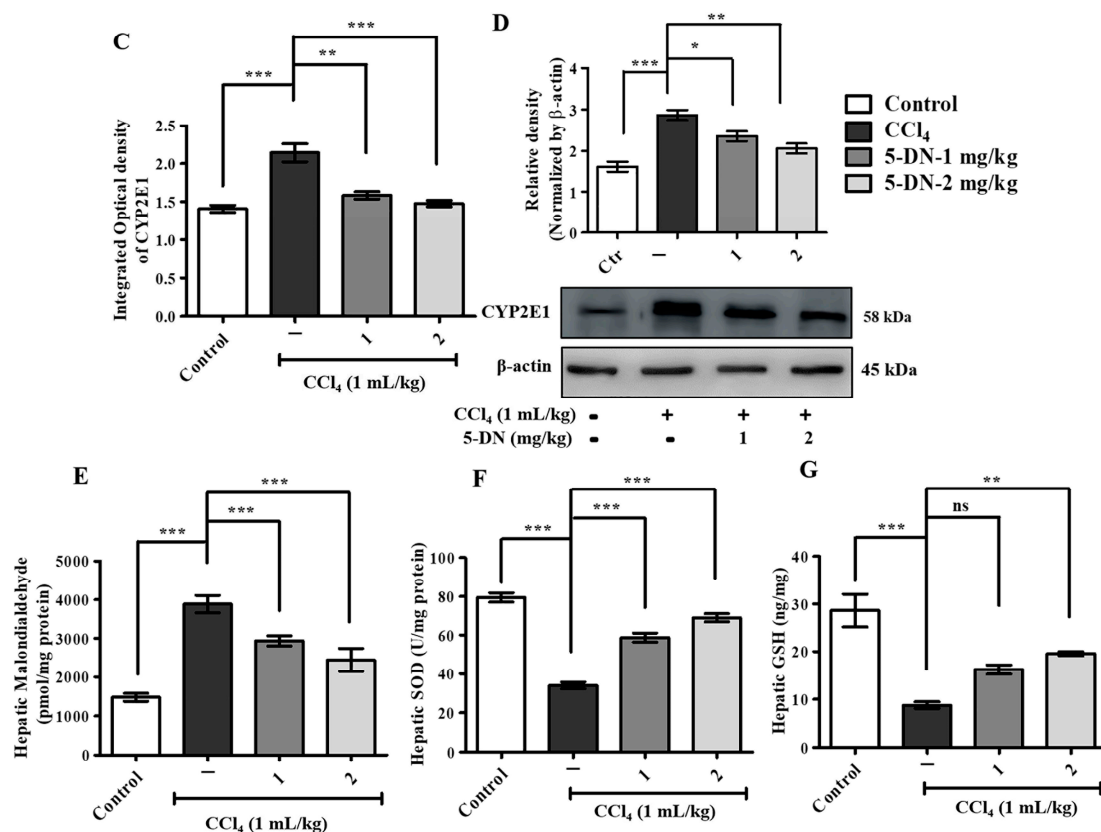 C
***
**
***
Integrated Optical density
of CYP2E1
2.5
2.0
1.5
1.0
0.5
0.0
Control
–
1
2
CCl₄ (1 mL/kg)
D
**
*
***
Relative density
(Normalized by β-actin)
4
3
2
1
0
Ctr
–
1
2
Control
CCl₄
5-DN-1 mg/kg
5-DN-2 mg/kg
CYP2E1
58 kDa
β-actin
45 kDa
CCl₄ (1 mL/kg) - + + +
5-DN (mg/kg) - - 1 2
E
***
***
***
Hepatic Malondialdehyde
(pmol/mg protein)
5000
4000
3000
2000
1000
0
Control
–
1
2
CCl₄ (1 mL/kg)
F
***
***
***
Hepatic SOD (U/mg protein)
100
80
60
40
20
0
Control
–
1
2
CCl₄ (1 mL/kg)
G
**
ns
***
Hepatic GSH (ng/mg)
40
30
20
10
0
Control
–
1
2
CCl₄ (1 mL/kg)